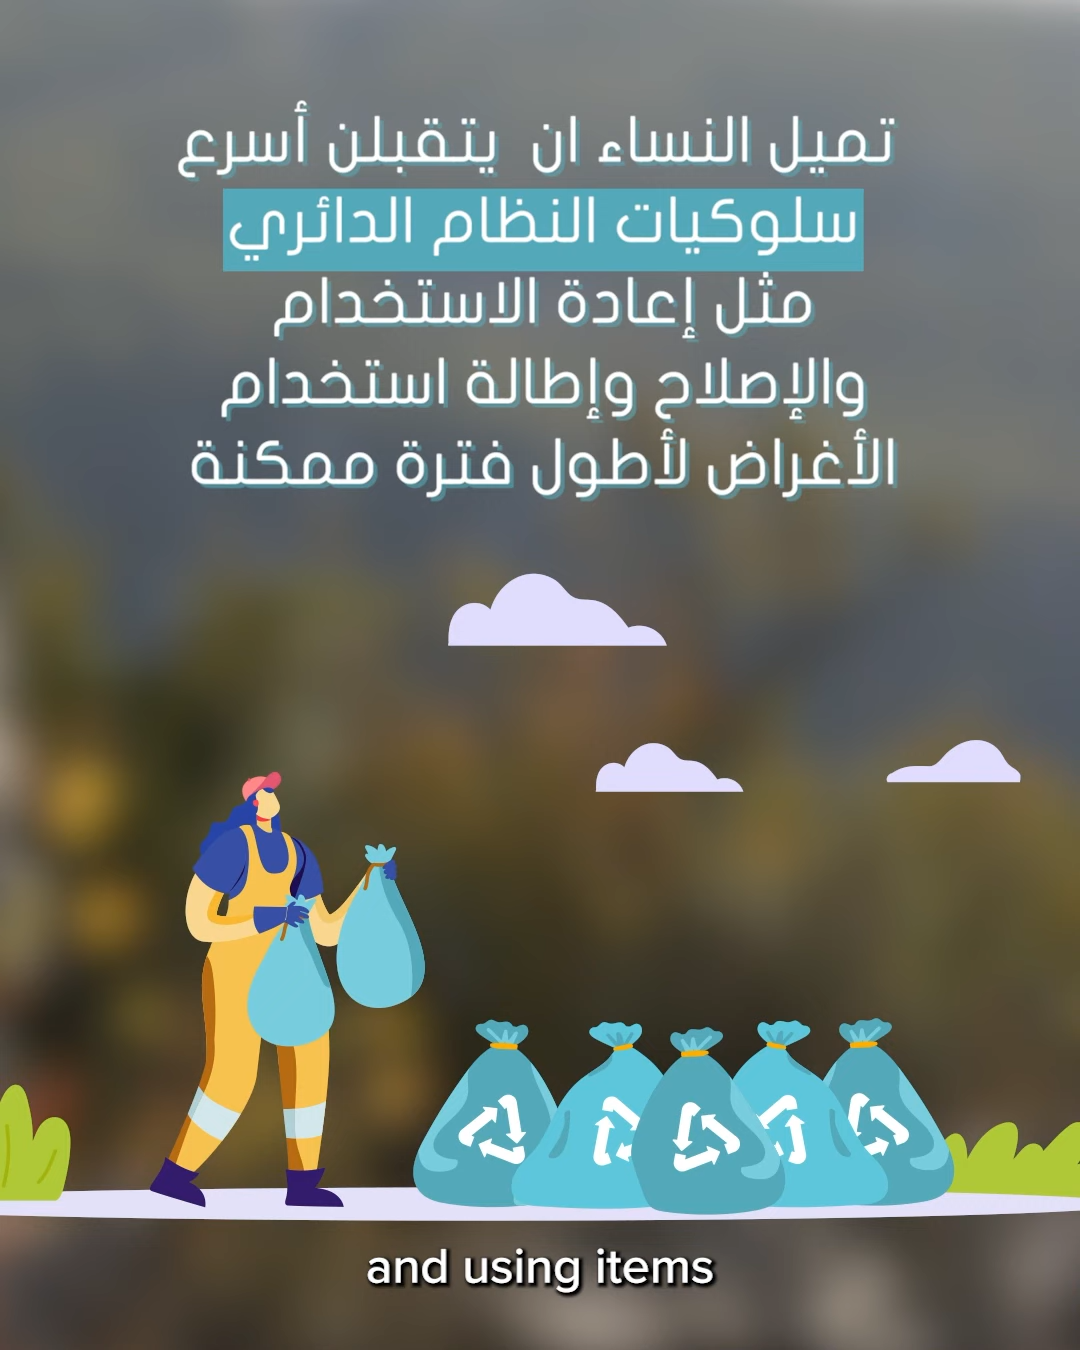 تميل النساء ان يتقبلن أسرع
سلوكيات النظام الدائري
مثل إعادة الاستخدام
والإصلاح وإطالة استخدام
الأغراض لأطول فترة ممكنة
and using items